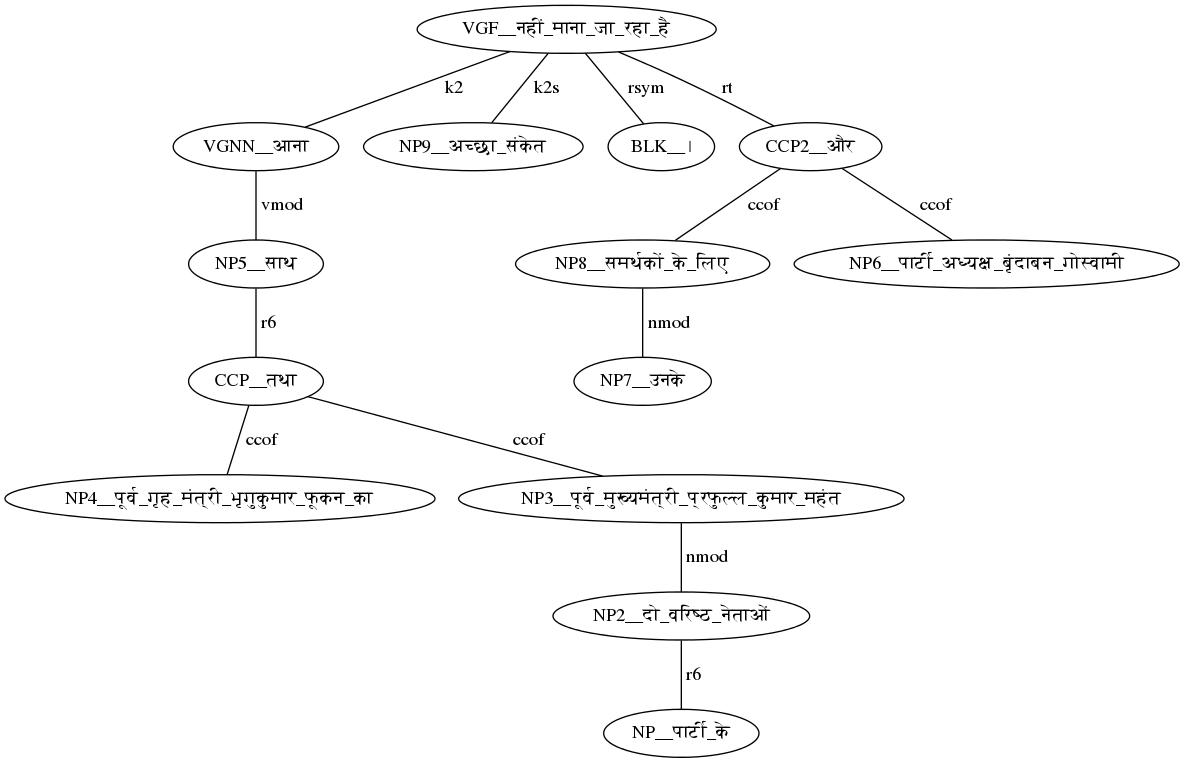 VGF__नहीं_माना_जा_रहा_है
k2 k2s rsym rt
VGNN__आना NP9__अच्छा_संकेत BLK__। CCP2__और
vmod ccof ccof
NP5__साथ NP8__समर्थकों_के_लिए NP6__पार्टी_अध्यक्ष_बृंदाबन_गोस्वामी
r6 nmod
CCP__तथा NP7__उनके
ccof ccof
NP4__पूर्व_गृह_मंत्री_भृगुकुमार_फूकन_का NP3__पूर्व_मुख्यमंत्री_प्रफुल्ल_कुमार_महंत
nmod
NP2__दो_वरिष्ठ_नेताओं
r6
NP__पार्टी_के